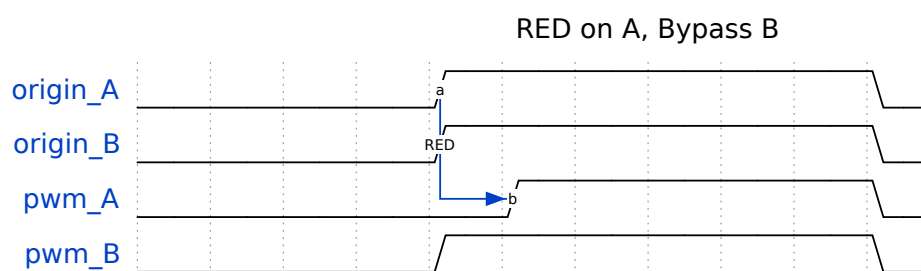 RED on A, Bypass B
origin_A
a
origin_B
RED
pwm_A
b
pwm_B